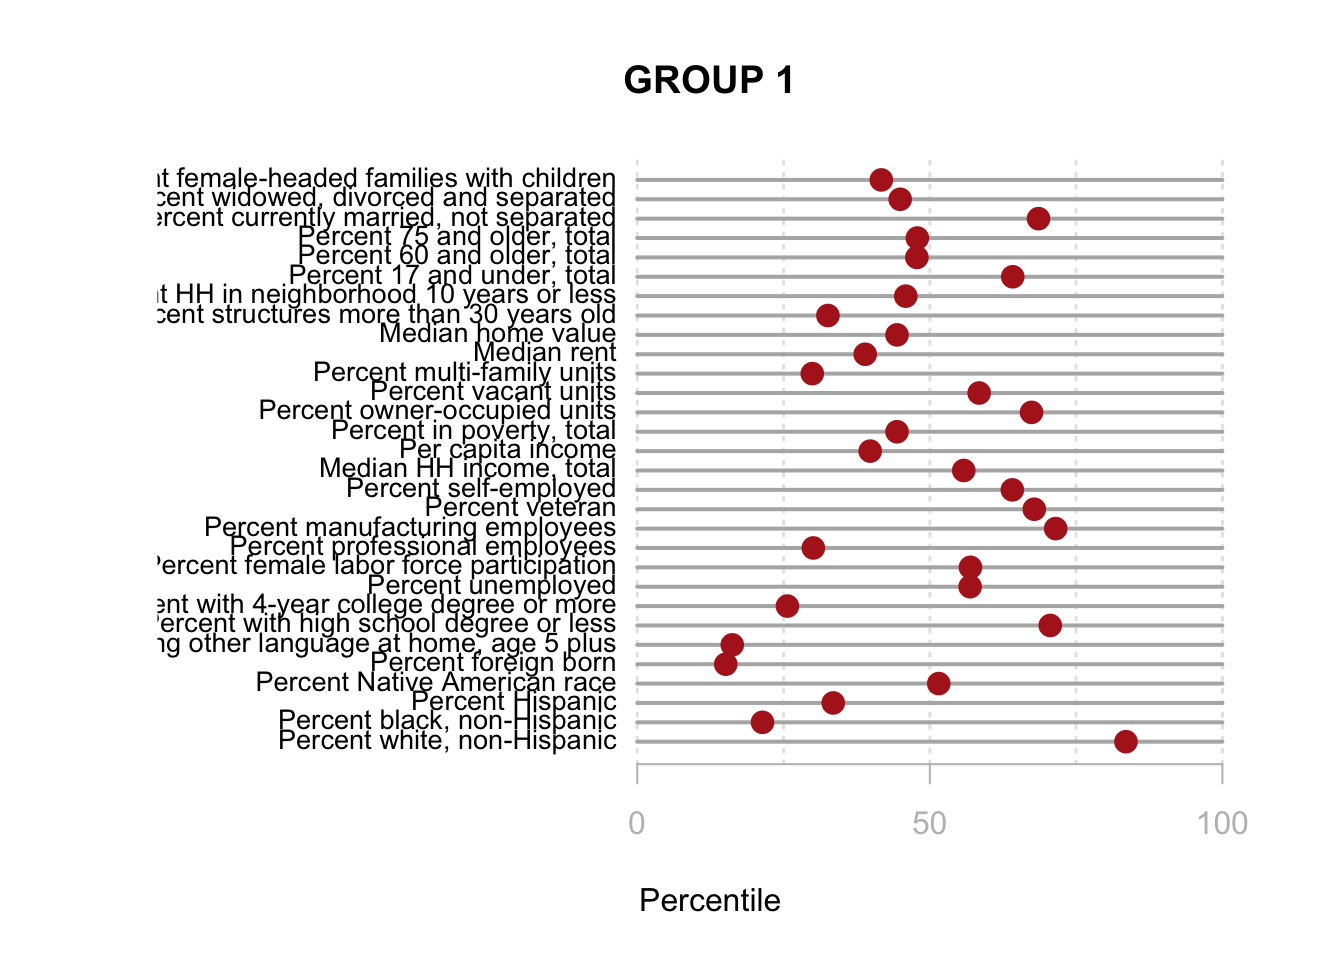 GROUP 1
female-headed families with children
widowed, divorced and separated
currently married, not separated
Percent 75 and older, total
Percent 60 and older, total
Percent 17 and under, total
HH in neighborhood 10 years or less
structures more than 30 years old
Median home value
Median rent
Percent multi-family units
Percent vacant units
Percent owner-occupied units
Percent in poverty, total
Per capita income
Median HH income, total
Percent self-employed
Percent veteran
Percent manufacturing employees
Percent professional employees
Percent female labor force participation
Percent unemployed
with 4-year college degree or more
Percent with high school degree or less
other language at home, age 5 plus
Percent foreign born
Percent Native American race
Percent Hispanic
Percent black, non-Hispanic
Percent white, non-Hispanic
0 50 100
Percentile